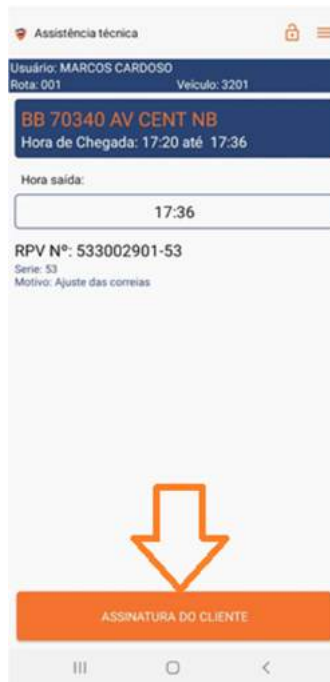 Assistência técnica
Usuário: MARCOS CARDOSO
Rota: 001 Veículo: 3201
BB 70340 AV CENT NB
Hora de Chegada: 17:20 até 17:36
Hora saída:
17:36
RPV Nº: 533002901-53
Serie: 53
Motivo: Ajuste das correias
ASSINATURA DO CLIENTE